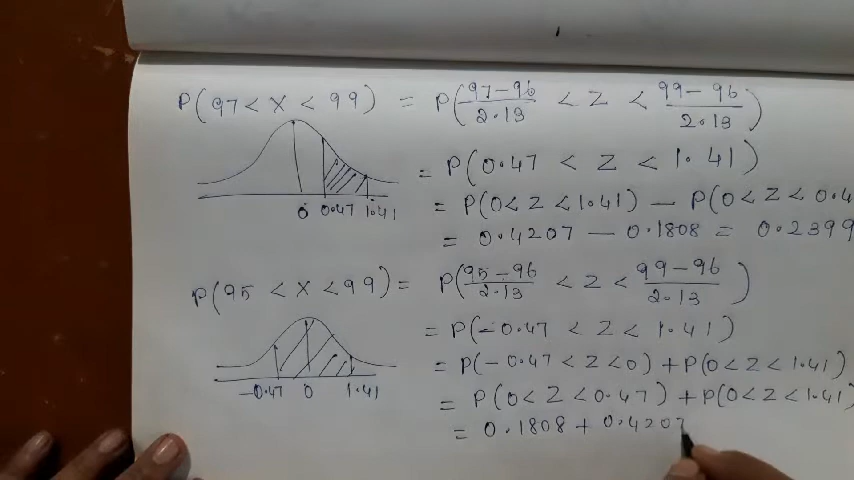 P(97 < X < 99) = P(97-96/2.13 < Z < 99-96/2.13)
= P(0.47 < Z < 1.41)
0 0.47 1.41
= P(0 < Z < 1.41) - P(0 < Z < 0.4
= 0.4207 - 0.1808 = 0.2399
P(95 < X < 99) = P(95-96/2.13 < Z < 99-96/2.13)
= P(-0.47 < Z < 1.41)
-0.47 0 1.41
= P(-0.47 < Z < 0) + P(0 < Z < 1.41)
= P(0 < Z < 0.47) + P(0 < Z < 1.41)
= 0.1808 + 0.4207